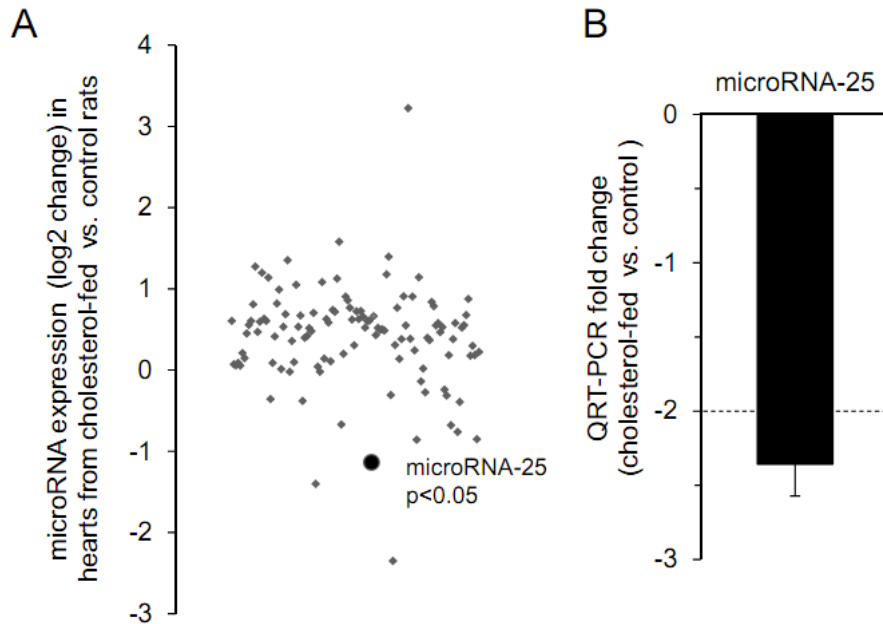 A
microRNA expression (log2 change) in
hearts from cholesterol-fed vs. control rats
4
3
2
1
0
-1
-2
-3
microRNA-25
p<0.05
B
microRNA-25
QRT-PCR fold change
(cholesterol-fed vs. control )
0
-1
-2
-3